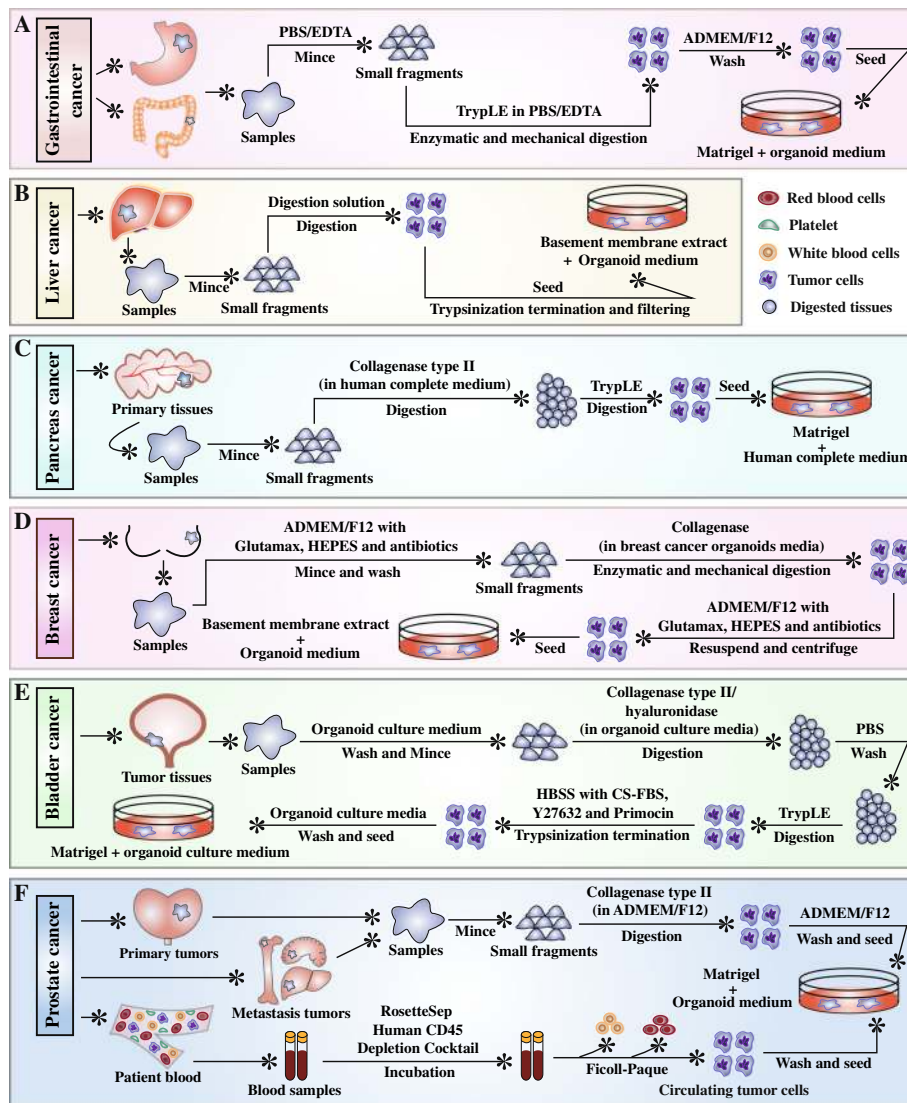 A
Gastrointestinal
cancer
PBS/EDTA
Mince
Small fragments
Samples
TrypLE in PBS/EDTA
Enzymatic and mechanical digestion
ADMEM/F12
Wash
Seed
Matrigel + organoid medium
B
Liver cancer
Samples
Mince
Small fragments
Digestion solution
Digestion
Basement membrane extract
+ Organoid medium
Seed
Trypsinization termination and filtering
Red blood cells
Platelet
White blood cells
Tumor cells
Digested tissues
C
Pancreas cancer
Primary tissues
Samples
Mince
Small fragments
Collagenase type II
(in human complete medium)
Digestion
TrypLE
Digestion
Seed
Matrigel
+
Human complete medium
D
Breast cancer
Samples
ADMEM/F12 with
Glutamax, HEPES and antibiotics
Mince and wash
Small fragments
Collagenase
(in breast cancer organoids media)
Enzymatic and mechanical digestion
ADMEM/F12 with
Glutamax, HEPES and antibiotics
Resuspend and centrifuge
Seed
Basement membrane extract
+
Organoid medium
E
Bladder cancer
Tumor tissues
Samples
Organoid culture medium
Wash and Mince
Collagenase type II/
hyaluronidase
(in organoid culture media)
Digestion
PBS
Wash
TrypLE
Digestion
HBSS with CS-FBS,
Y27632 and Primocin
Trypsinization termination
Organoid culture media
Wash and seed
Matrigel + organoid culture medium
F
Prostate cancer
Primary tumors
Metastasis tumors
Samples
Mince
Small fragments
Collagenase type II
(in ADMEM/F12)
Digestion
ADMEM/F12
Wash and seed
Matrigel
+
Organoid medium
Patient blood
Blood samples
RosetteSep
Human CD45
Depletion Cocktail
Incubation
Ficoll-Paque
Circulating tumor cells
Wash and seed